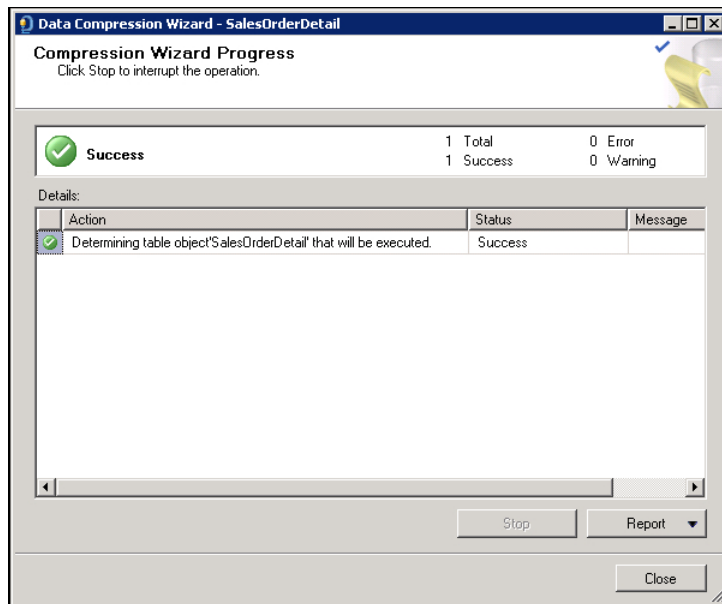 Data Compression Wizard - SalesOrderDetail
Compression Wizard Progress
Click Stop to interrupt the operation.
Success 1 Total 0 Error
1 Success 0 Warning
Details:
Action Status Message
Determining table object'SalesOrderDetail' that will be executed. Success
Stop Report
Close